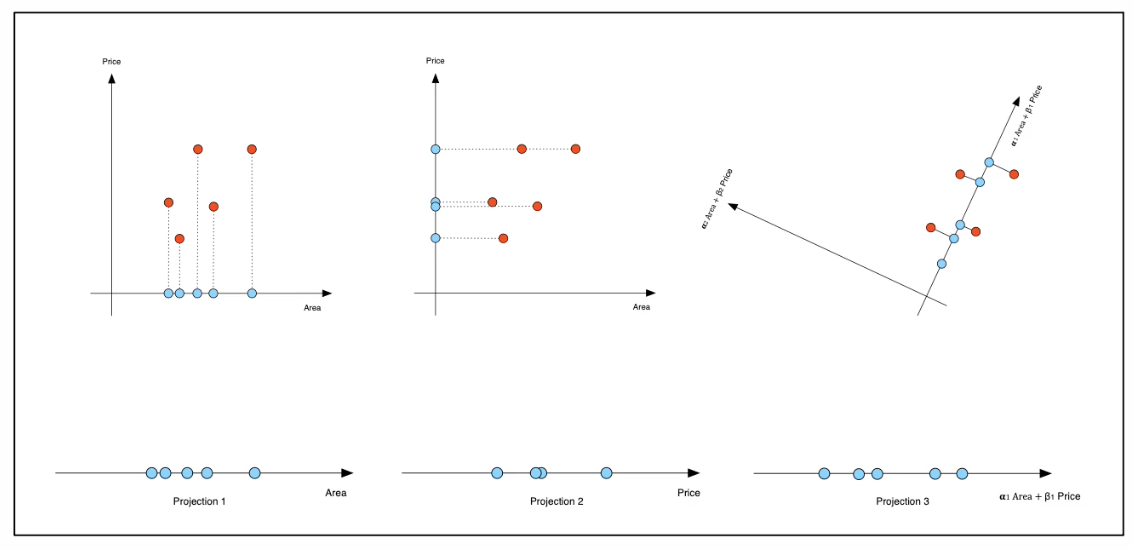 Price
Area
Price
Area
α₁ Area + β₁ Price
α₂ Area + β₂ Price
Area
Projection 1
Price
Projection 2
α₁ Area + β₁ Price
Projection 3